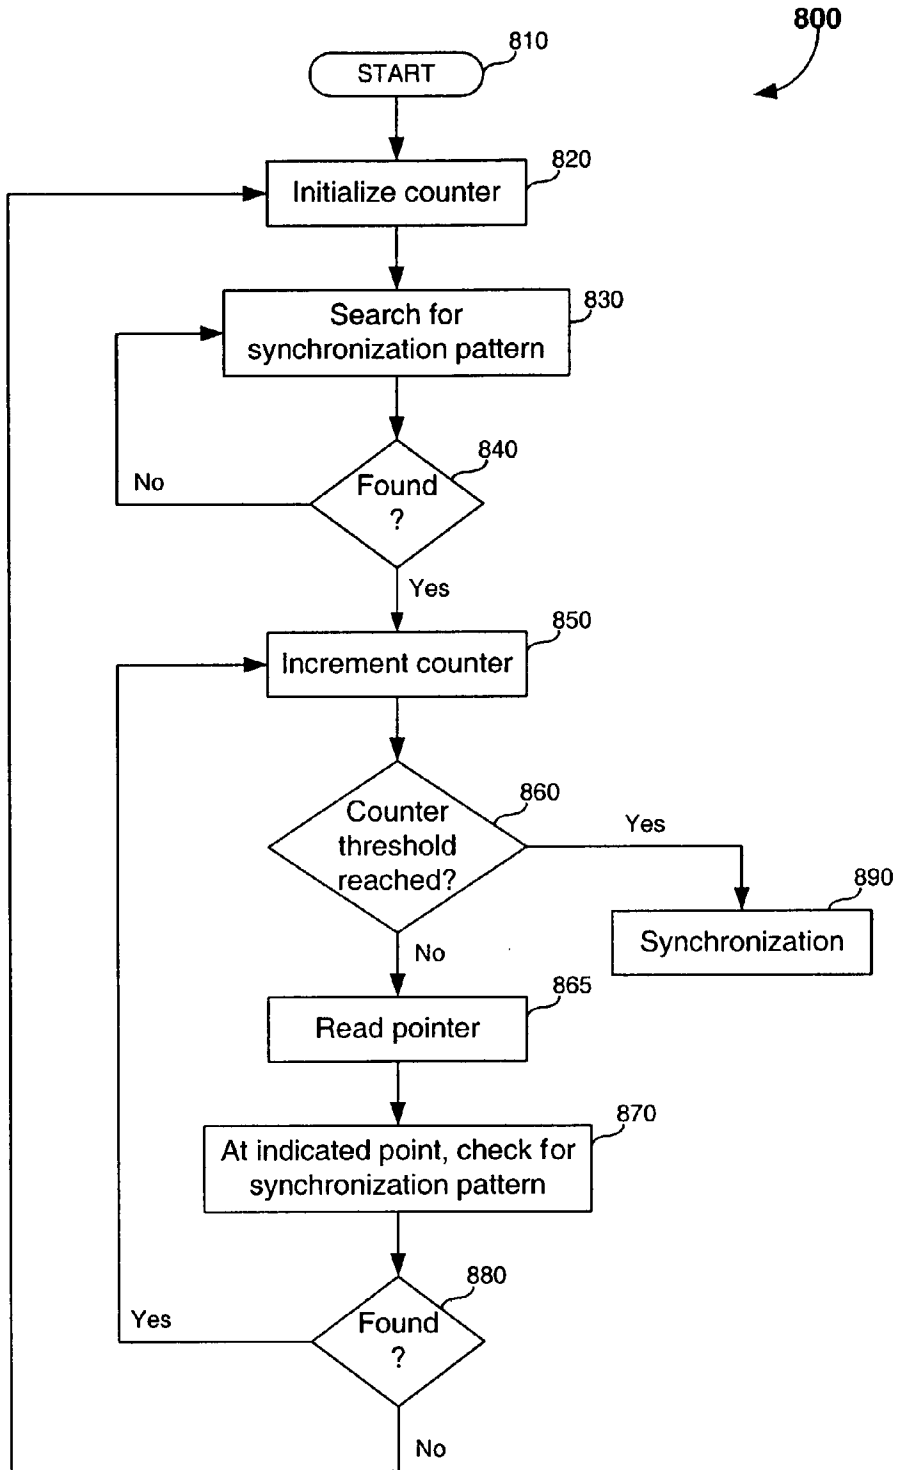 800
810
START
820
Initialize counter
830
Search for
synchronization pattern
840
Found
?
No
Yes
850
Increment counter
860
Counter
threshold
reached?
Yes
890
Synchronization
No
865
Read pointer
870
At indicated point, check for
synchronization pattern
880
Found
?
Yes
No